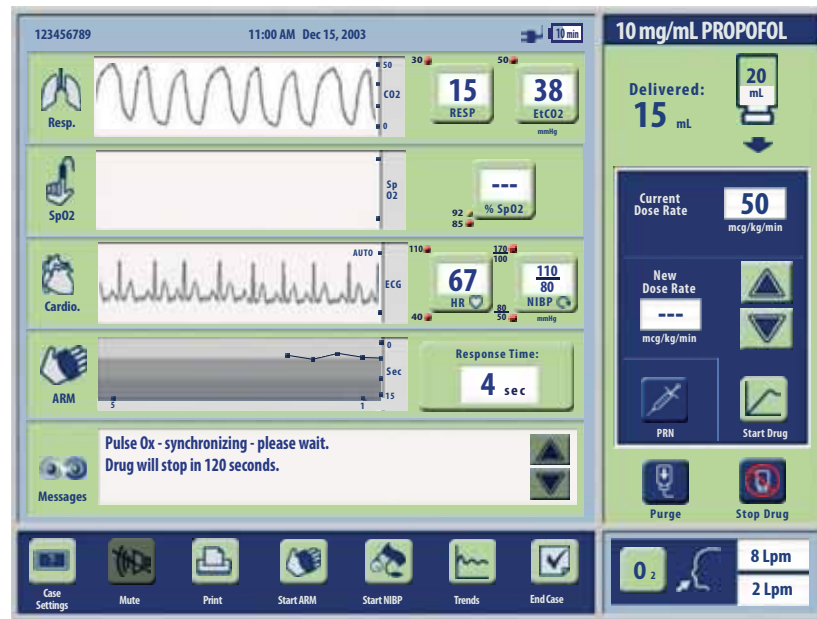 123456789
11:00 AM Dec 15, 2003
10 min
10 mg/mL PROPOFOL
Resp.
50
CO2
0
30
15
RESP
50
38
EtCO2
mmHg
Delivered:
15 mL
20
mL
SpO2
Sp
O2
92
85
---
% SpO2
Current
Dose Rate
50
mcg/kg/min
Cardio.
AUTO
ECG
110
40
67
HR
170
100
80
50
110
80
NIBP
mmHg
New
Dose Rate
---
mcg/kg/min
ARM
0
Sec
15
5
1
Response Time:
4 sec
PRN
Start Drug
Messages
Pulse Ox - synchronizing - please wait.
Drug will stop in 120 seconds.
Purge
Stop Drug
Case
Settings
Mute
Print
Start ARM
Start NIBP
Trends
End Case
O2
8 Lpm
2 Lpm